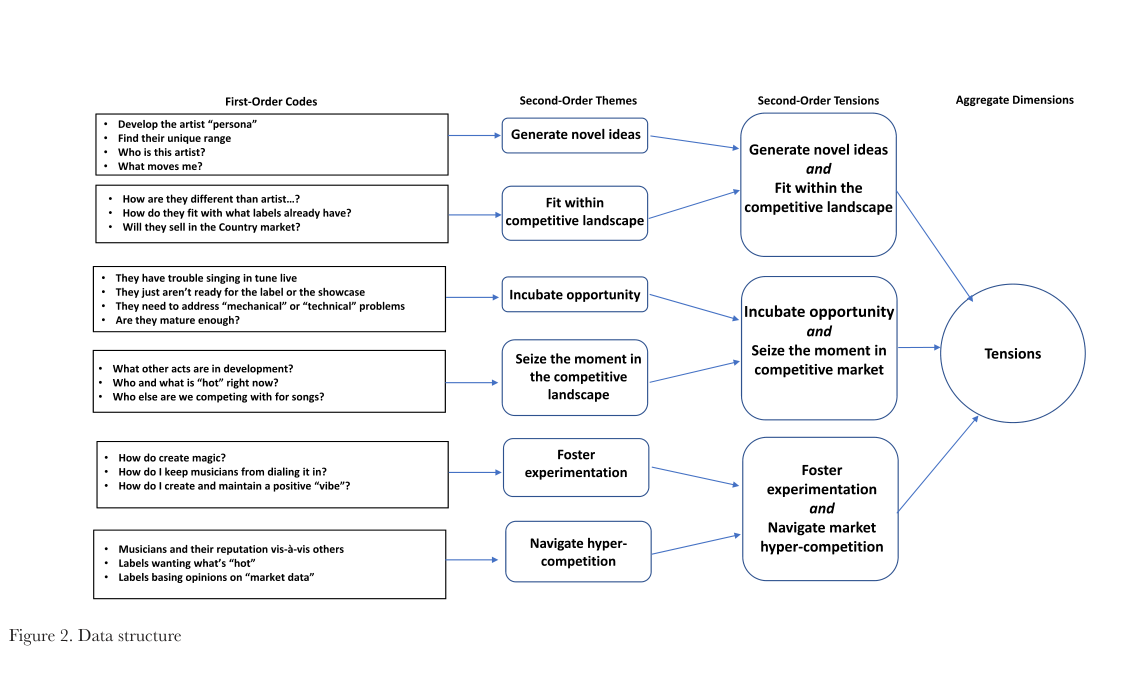 First-Order Codes
Second-Order Themes
Second-Order Tensions
Aggregate Dimensions
• Develop the artist “persona”
• Find their unique range
• Who is this artist?
• What moves me?
Generate novel ideas
• How are they different than artist…?
• How do they fit with what labels already have?
• Will they sell in the Country market?
Fit within
competitive landscape
Generate novel ideas
and
Fit within the
competitive landscape
• They have trouble singing in tune live
• They just aren’t ready for the label or the showcase
• They need to address “mechanical” or “technical” problems
• Are they mature enough?
Incubate opportunity
• What other acts are in development?
• Who and what is “hot” right now?
• Who else are we competing with for songs?
Seize the moment in
the competitive
landscape
Incubate opportunity
and
Seize the moment in
competitive market
Tensions
• How do create magic?
• How do I keep musicians from dialing it in?
• How do I create and maintain a positive “vibe”?
Foster
experimentation
• Musicians and their reputation vis-à-vis others
• Labels wanting what’s “hot”
• Labels basing opinions on “market data”
Navigate hyper-
competition
Foster
experimentation
and
Navigate market
hyper-competition
Figure 2. Data structure